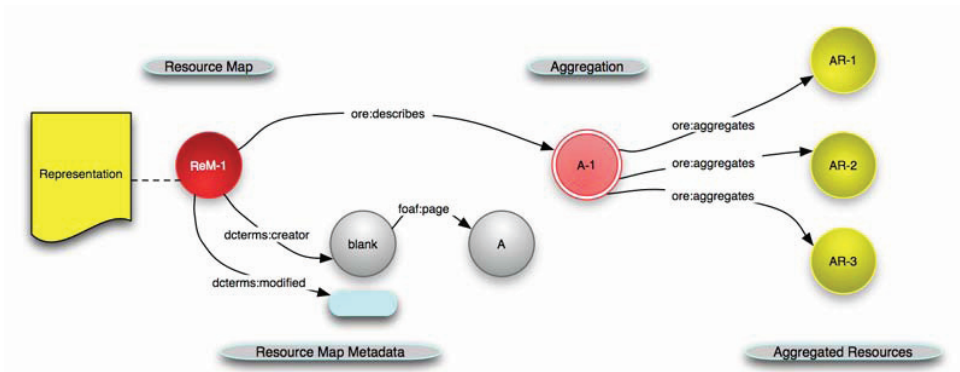 Resource Map
Aggregation
AR-1
ore:describes
ore:aggregates
Representation
ReM-1
A-1
ore:aggregates
AR-2
ore:aggregates
foaf:page
dcterms:creator
blank
A
AR-3
dcterms:modified
Resource Map Metadata
Aggregated Resources